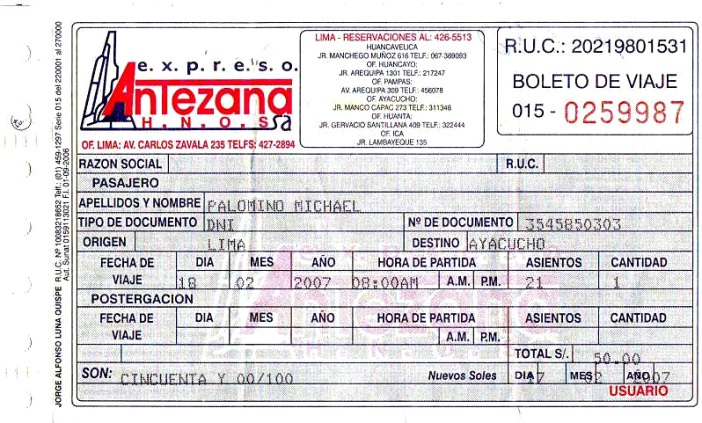 e.x.p.r.e.s.o.
Antezana
H.N.O.S. sa
OF. LIMA: AV. CARLOS ZAVALA 235 TELFS: 427-2894
LIMA - RESERVACIONES AL: 426-5513
HUANCAVELICA
JR. MANCHEGO MUÑOZ 616 TELF.: 067-369093
OF. HUANCAYO:
JR. AREQUIPA 1301 TELF.: 217247
OF. PAMPAS:
AV. AREQUIPA 309 TELF.: 456078
OF. AYACUCHO:
JR. MANCO CAPAC 273 TELF.: 311348
OF. HUANTA:
JR. GERVACIO SANTILLANA 409 TELF.: 322444
OF. ICA
JR. LAMBAYEQUE 135
R.U.C.: 20219801531
BOLETO DE VIAJE
015 - 0259987
RAZON SOCIAL R.U.C.
PASAJERO
APELLIDOS Y NOMBRE PALOMINO MICHAEL
TIPO DE DOCUMENTO DNI Nº DE DOCUMENTO 3545850303
ORIGEN LIMA DESTINO AYACUCHO
FECHA DE VIAJE DIA MES AÑO HORA DE PARTIDA ASIENTOS CANTIDAD
18 02 2007 08:00AM A.M. P.M. 21 1
POSTERGACION
FECHA DE VIAJE DIA MES AÑO HORA DE PARTIDA ASIENTOS CANTIDAD
A.M. P.M.
TOTAL S/. 50.00
SON: CINCUENTA Y 00/100 Nuevos Soles DIA 17 MES 02 AÑO 2007
USUARIO
JORGE ALFONSO LUNA QUISPE R.U.C. Nº 10083218652 Telf.: (01) 459-1297 Serie 015 del 220001 al 270000
Aut. Sunat 0159113021 F.I. 01-09-2006